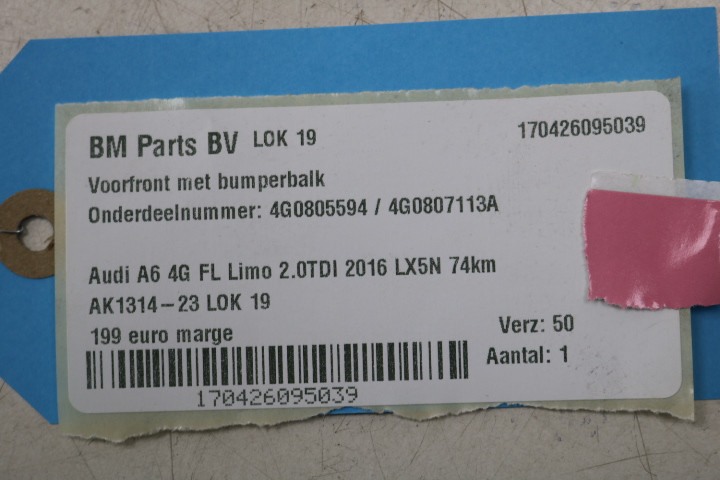 BM Parts BV LOK 19 170426095039
Voorfront met bumperbalk
Onderdeelnummer: 4G0805594 / 4G0807113A
Audi A6 4G FL Limo 2.0TDI 2016 LX5N 74km
AK1314-23 LOK 19
199 euro marge Verz: 50
Aantal: 1
170426095039